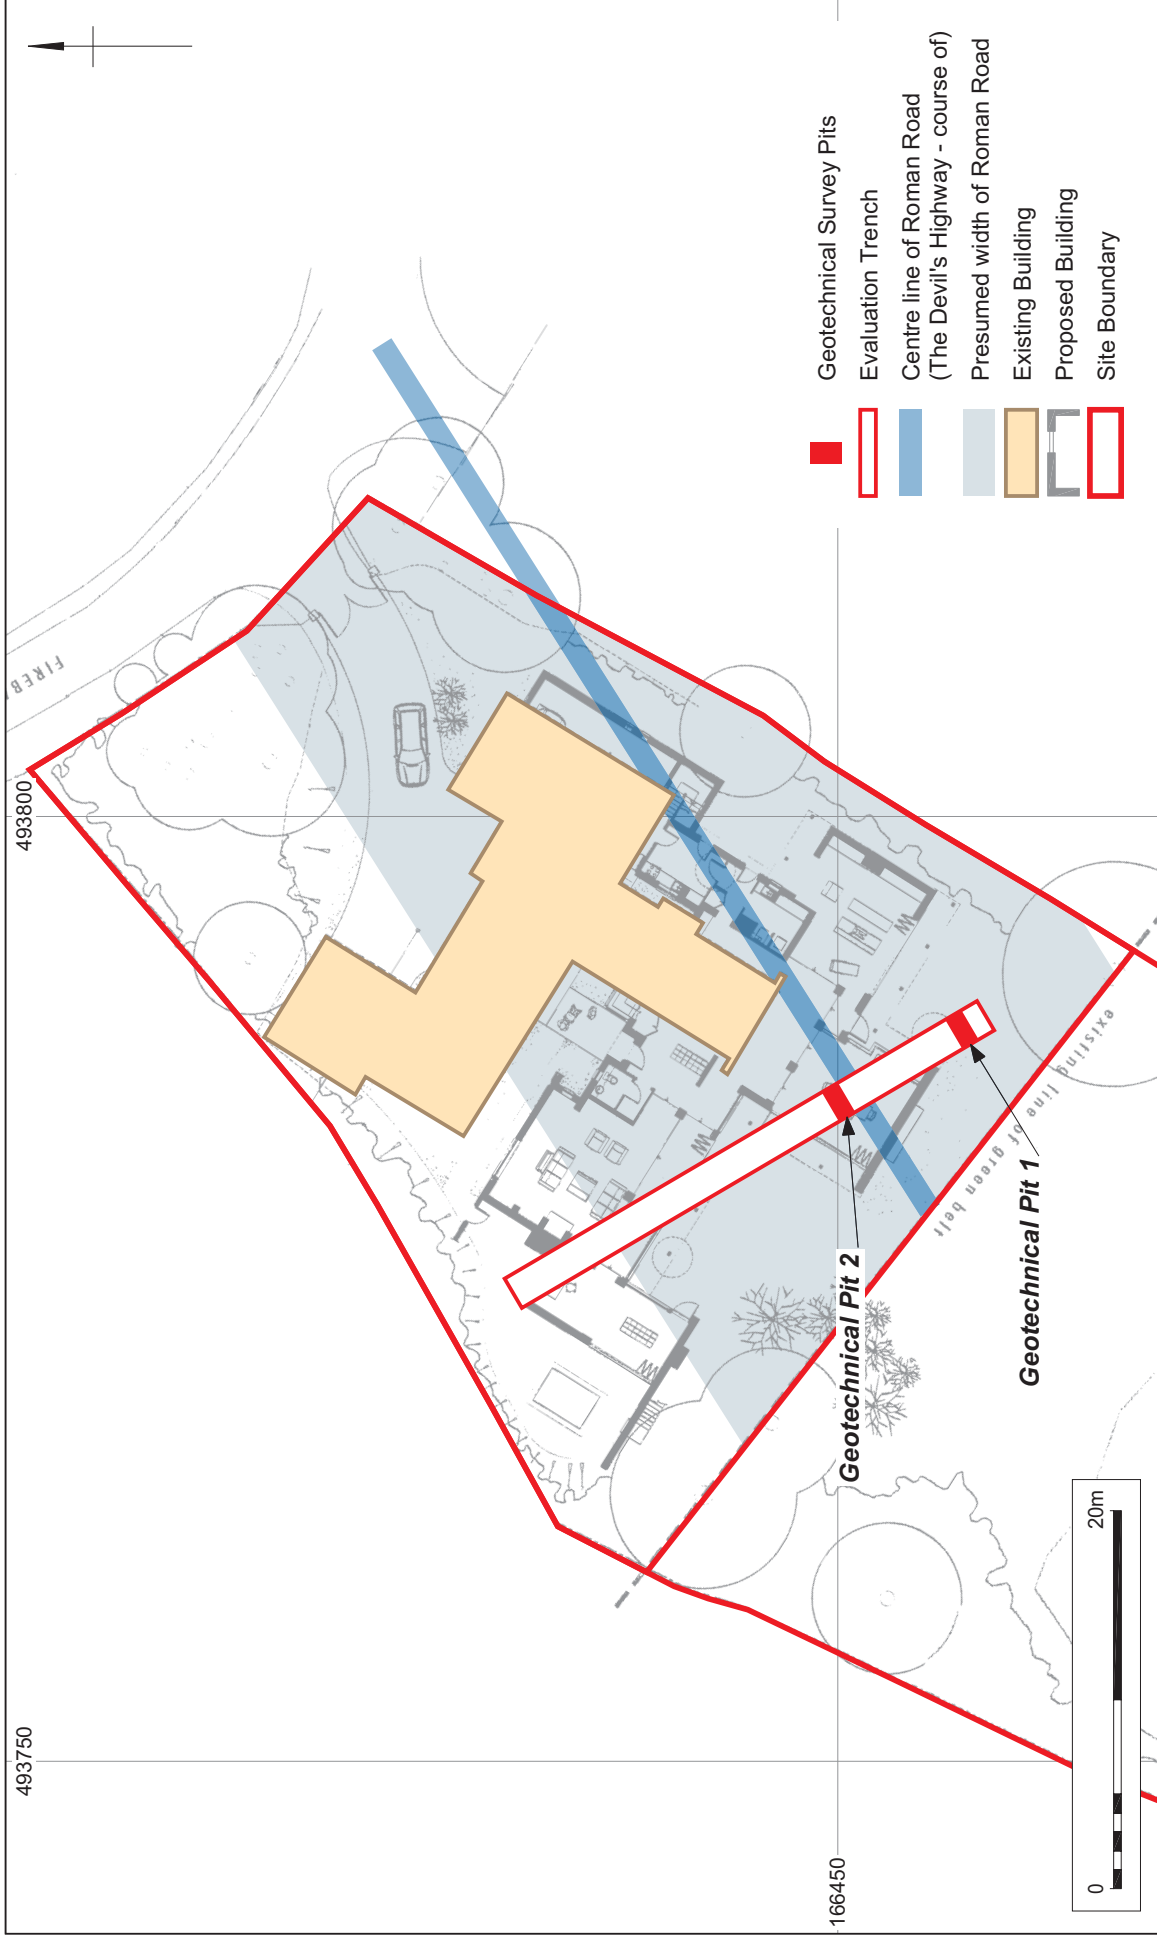 493750
493800
FIREB
166450
existing line of green belt
Geotechnical Pit 2
Geotechnical Pit 1
0
20m
Geotechnical Survey Pits
Evaluation Trench
Centre line of Roman Road
(The Devil's Highway - course of)
Presumed width of Roman Road
Existing Building
Proposed Building
Site Boundary